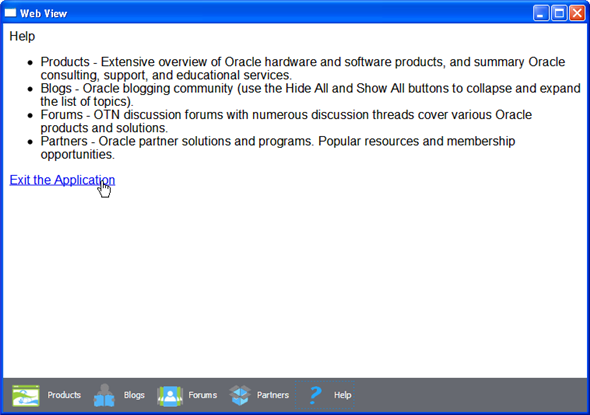 Web View
Help
• Products - Extensive overview of Oracle hardware and software products, and summary Oracle
consulting, support, and educational services.
• Blogs - Oracle blogging community (use the Hide All and Show All buttons to collapse and expand
the list of topics).
• Forums - OTN discussion forums with numerous discussion threads cover various Oracle
products and solutions.
• Partners - Oracle partner solutions and programs. Popular resources and membership
opportunities.
Exit the Application
Products Blogs Forums Partners ? Help